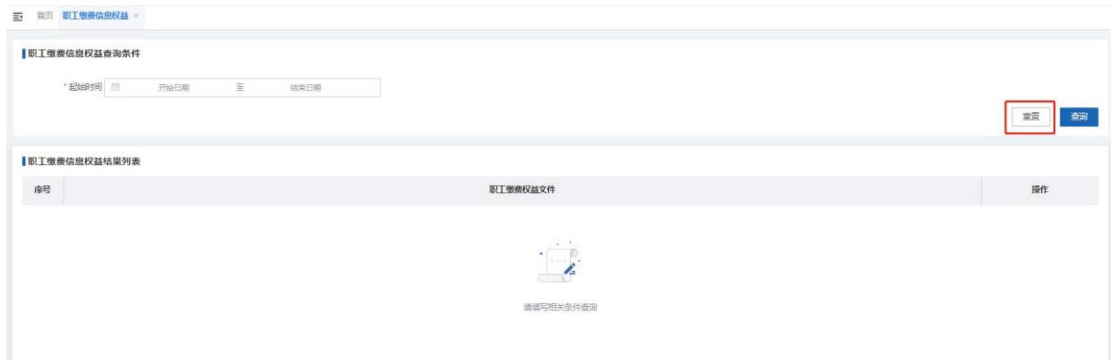 首页 职工缴费信息权益 ×
职工缴费信息权益查询条件
* 起始时间 开始日期 至 结束日期
重置 查询
职工缴费信息权益结果列表
序号 职工缴费权益文件 操作
请填写相关条件查询